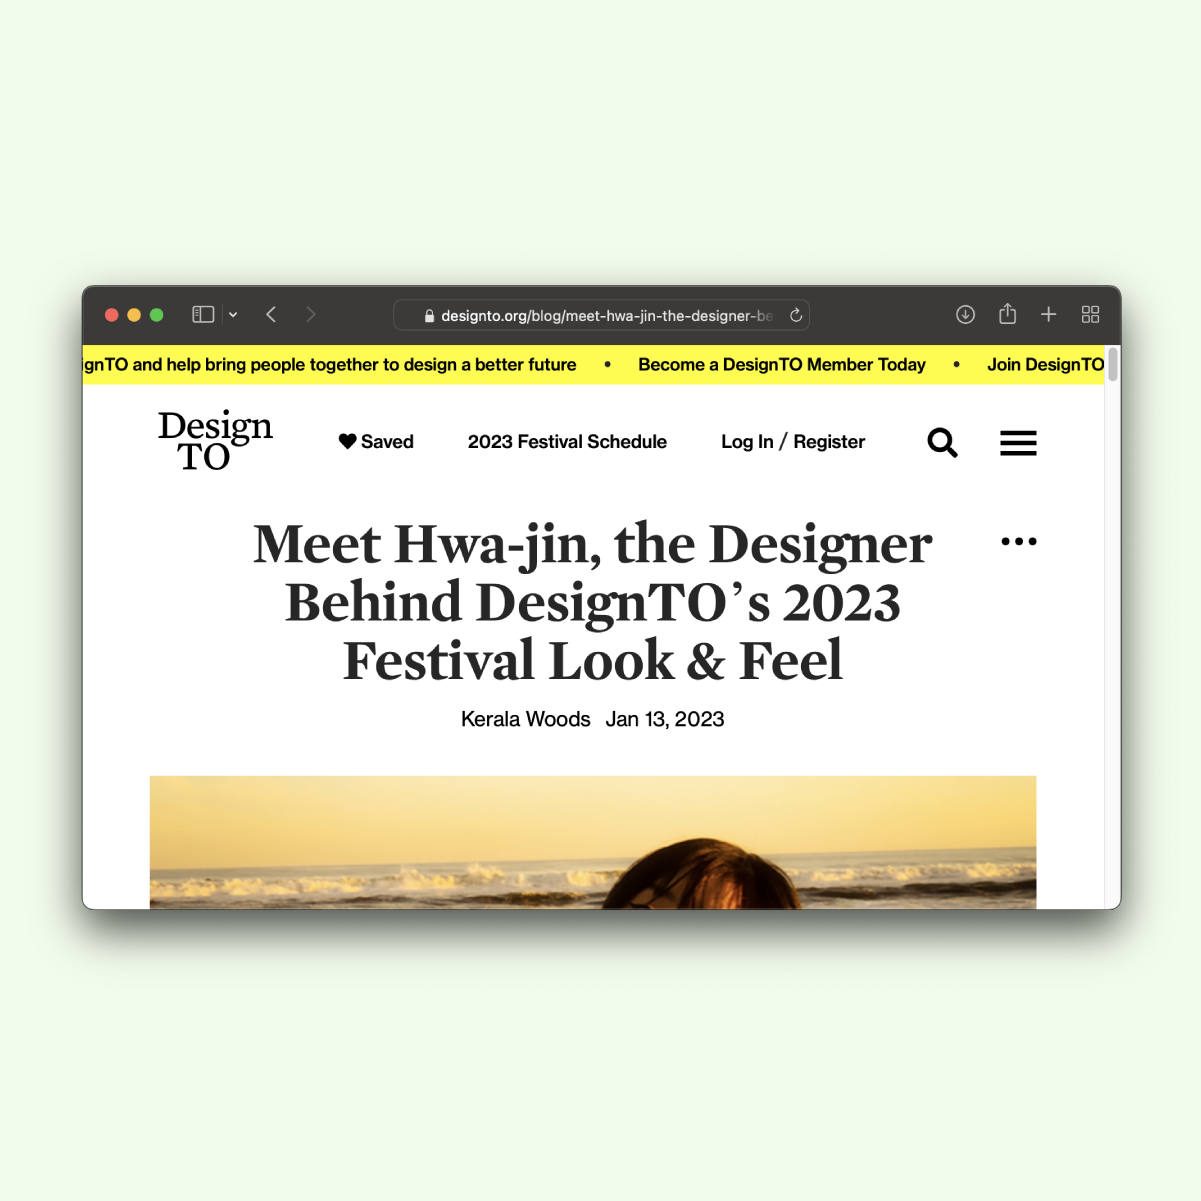 designto.org/blog/meet-hwa-jin-the-designer-be
ignTO and help bring people together to design a better future • Become a DesignTO Member Today • Join DesignTO
Design
TO
Saved 2023 Festival Schedule Log In / Register
Meet Hwa-jin, the Designer
Behind DesignTO’s 2023
Festival Look & Feel
Kerala Woods Jan 13, 2023